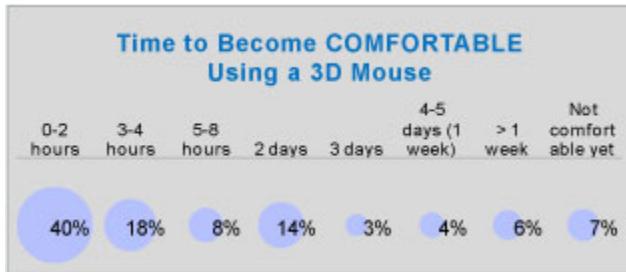 Time to Become COMFORTABLE
Using a 3D Mouse
0-2 hours
3-4 hours
5-8 hours
2 days
3 days
4-5 days (1 week)
> 1 week
Not comfort able yet
40%
18%
8%
14%
3%
4%
6%
7%